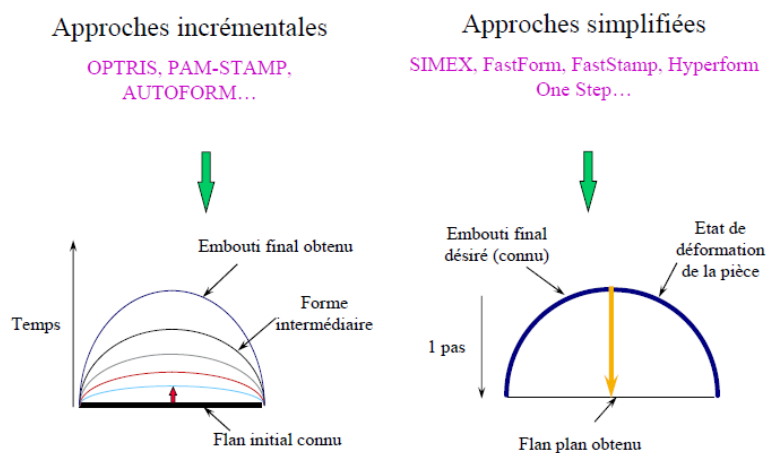 Approches incrémentales
OPTRIS, PAM-STAMP,
AUTOFORM…
Embouti final obtenu
Forme
intermédiaire
Temps
Flan initial connu
Approches simplifiées
SIMEX, FastForm, FastStamp, Hyperform
One Step…
Embouti final
désiré (connu)
Etat de
déformation
de la pièce
1 pas
Flan plan obtenu